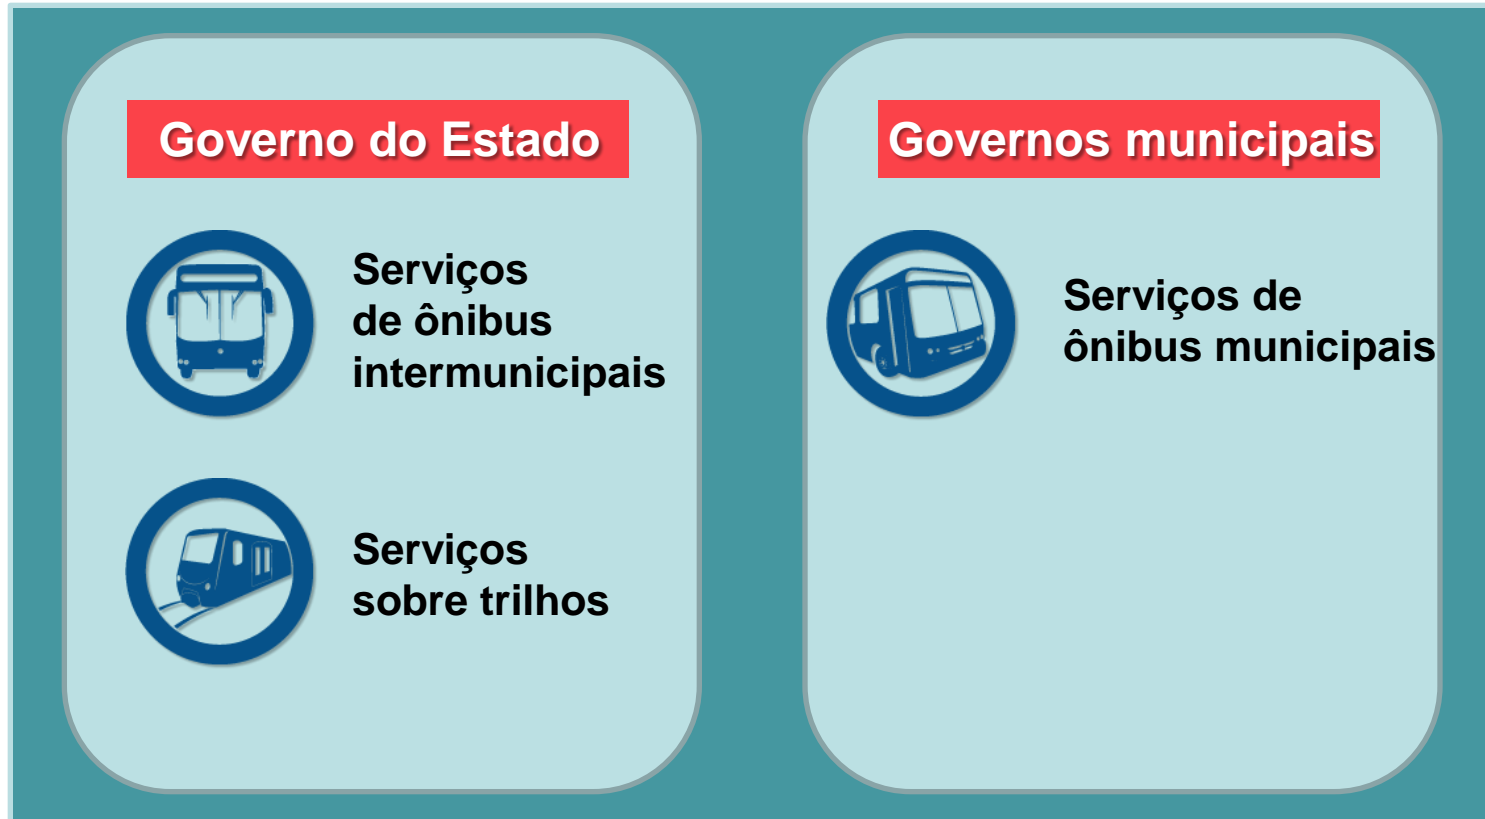 Governo do Estado
Serviços
de ônibus
intermunicipais
Serviços
sobre trilhos
Governos municipais
Serviços de
ônibus municipais